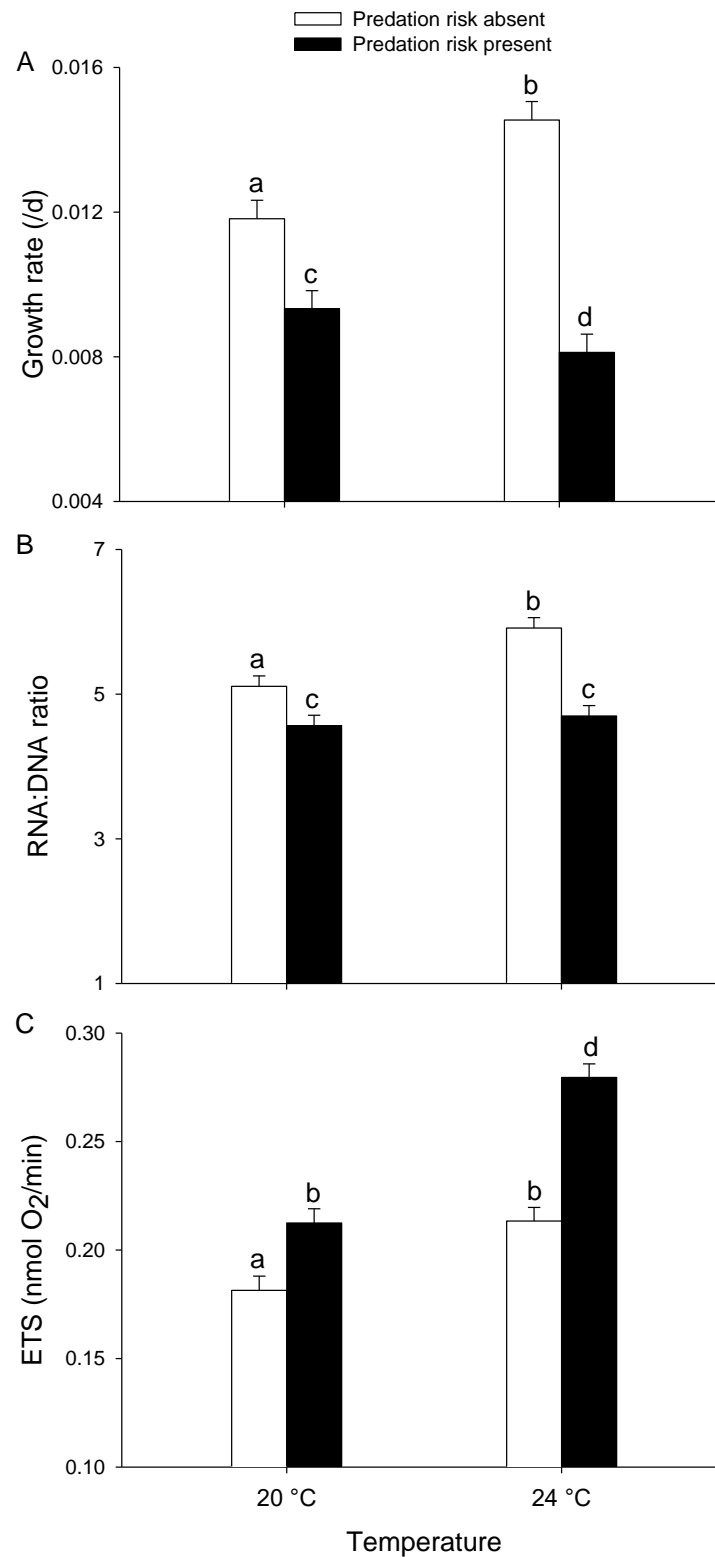 Predation risk absent
Predation risk present
A
Growth rate (/d)
0.016
0.012
0.008
0.004
a
c
b
d
B
RNA:DNA ratio
7
5
3
1
a
c
b
c
C
ETS (nmol O2/min)
0.30
0.25
0.20
0.15
0.10
a
b
b
d
20 °C
24 °C
Temperature